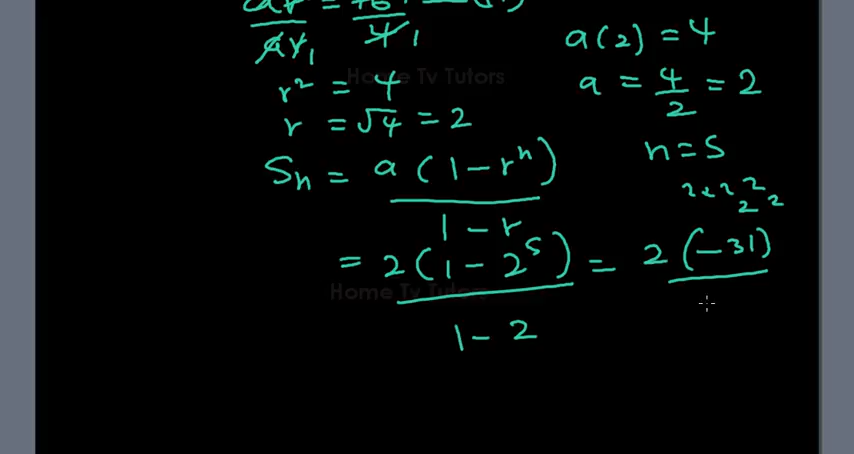 r² = 4
r = √4 = 2
a(2) = 4
a = 4/2 = 2
n = 5
Sn = a(1 - rⁿ) / 1 - r
= 2(1 - 2⁵) / 1 - 2 = 2(-31)
Home Tv Tutors
Home Tv Tutors